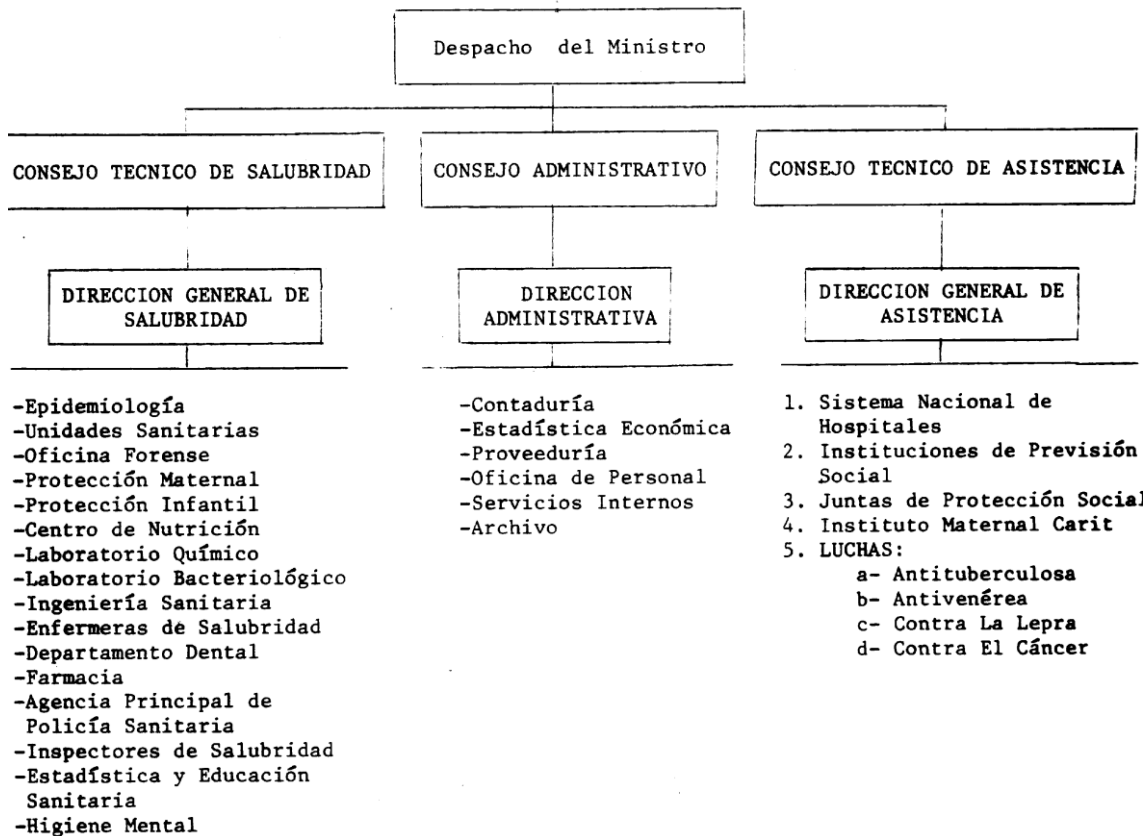 Despacho del Ministro
CONSEJO TECNICO DE SALUBRIDAD
CONSEJO ADMINISTRATIVO
CONSEJO TECNICO DE ASISTENCIA
DIRECCION GENERAL DE
SALUBRIDAD
DIRECCION
ADMINISTRATIVA
DIRECCION GENERAL DE
ASISTENCIA
-Epidemiología
-Unidades Sanitarias
-Oficina Forense
-Protección Maternal
-Protección Infantil
-Centro de Nutrición
-Laboratorio Químico
-Laboratorio Bacteriológico
-Ingeniería Sanitaria
-Enfermeras de Salubridad
-Departamento Dental
-Farmacia
-Agencia Principal de
Policía Sanitaria
-Inspectores de Salubridad
-Estadística y Educación
Sanitaria
-Higiene Mental
-Contaduría
-Estadística Económica
-Proveeduría
-Oficina de Personal
-Servicios Internos
-Archivo
1. Sistema Nacional de
Hospitales
2. Instituciones de Previsión
Social
3. Juntas de Protección Social
4. Instituto Maternal Carit
5. LUCHAS:
a- Antituberculosa
b- Antivenérea
c- Contra La Lepra
d- Contra El Cáncer